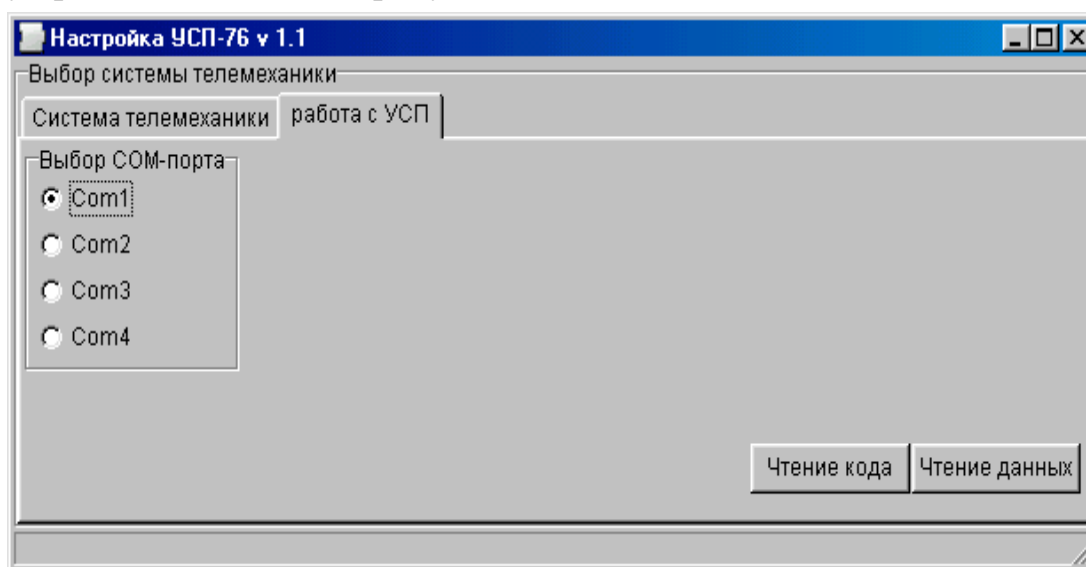 Настройка УСП-76 v 1.1
Выбор системы телемеханики
Система телемеханики работа с УСП
Выбор COM-порта
Com1
Com2
Com3
Com4
Чтение кода Чтение данных